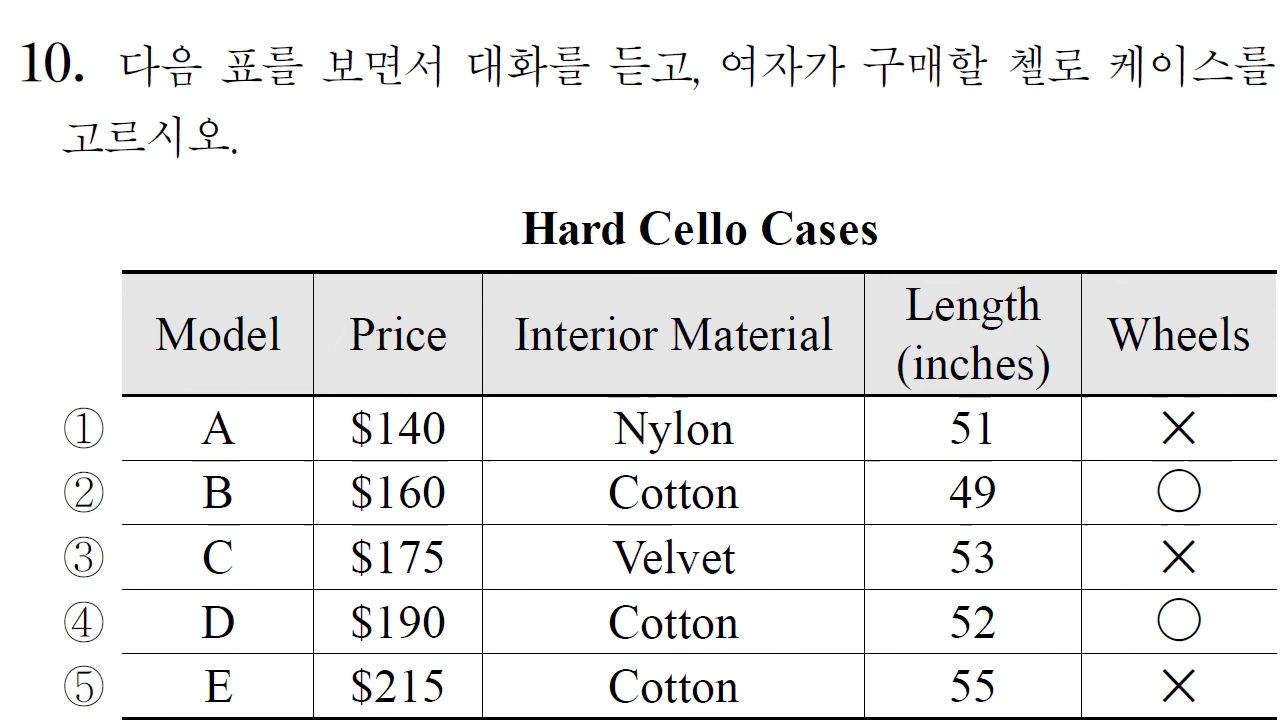 10. 다음 표를 보면서 대화를 듣고, 여자가 구매할 첼로 케이스를
고르시오.
Hard Cello Cases
Model Price Interior Material Length (inches) Wheels
① A $140 Nylon 51 ×
② B $160 Cotton 49 ○
③ C $175 Velvet 53 ×
④ D $190 Cotton 52 ○
⑤ E $215 Cotton 55 ×